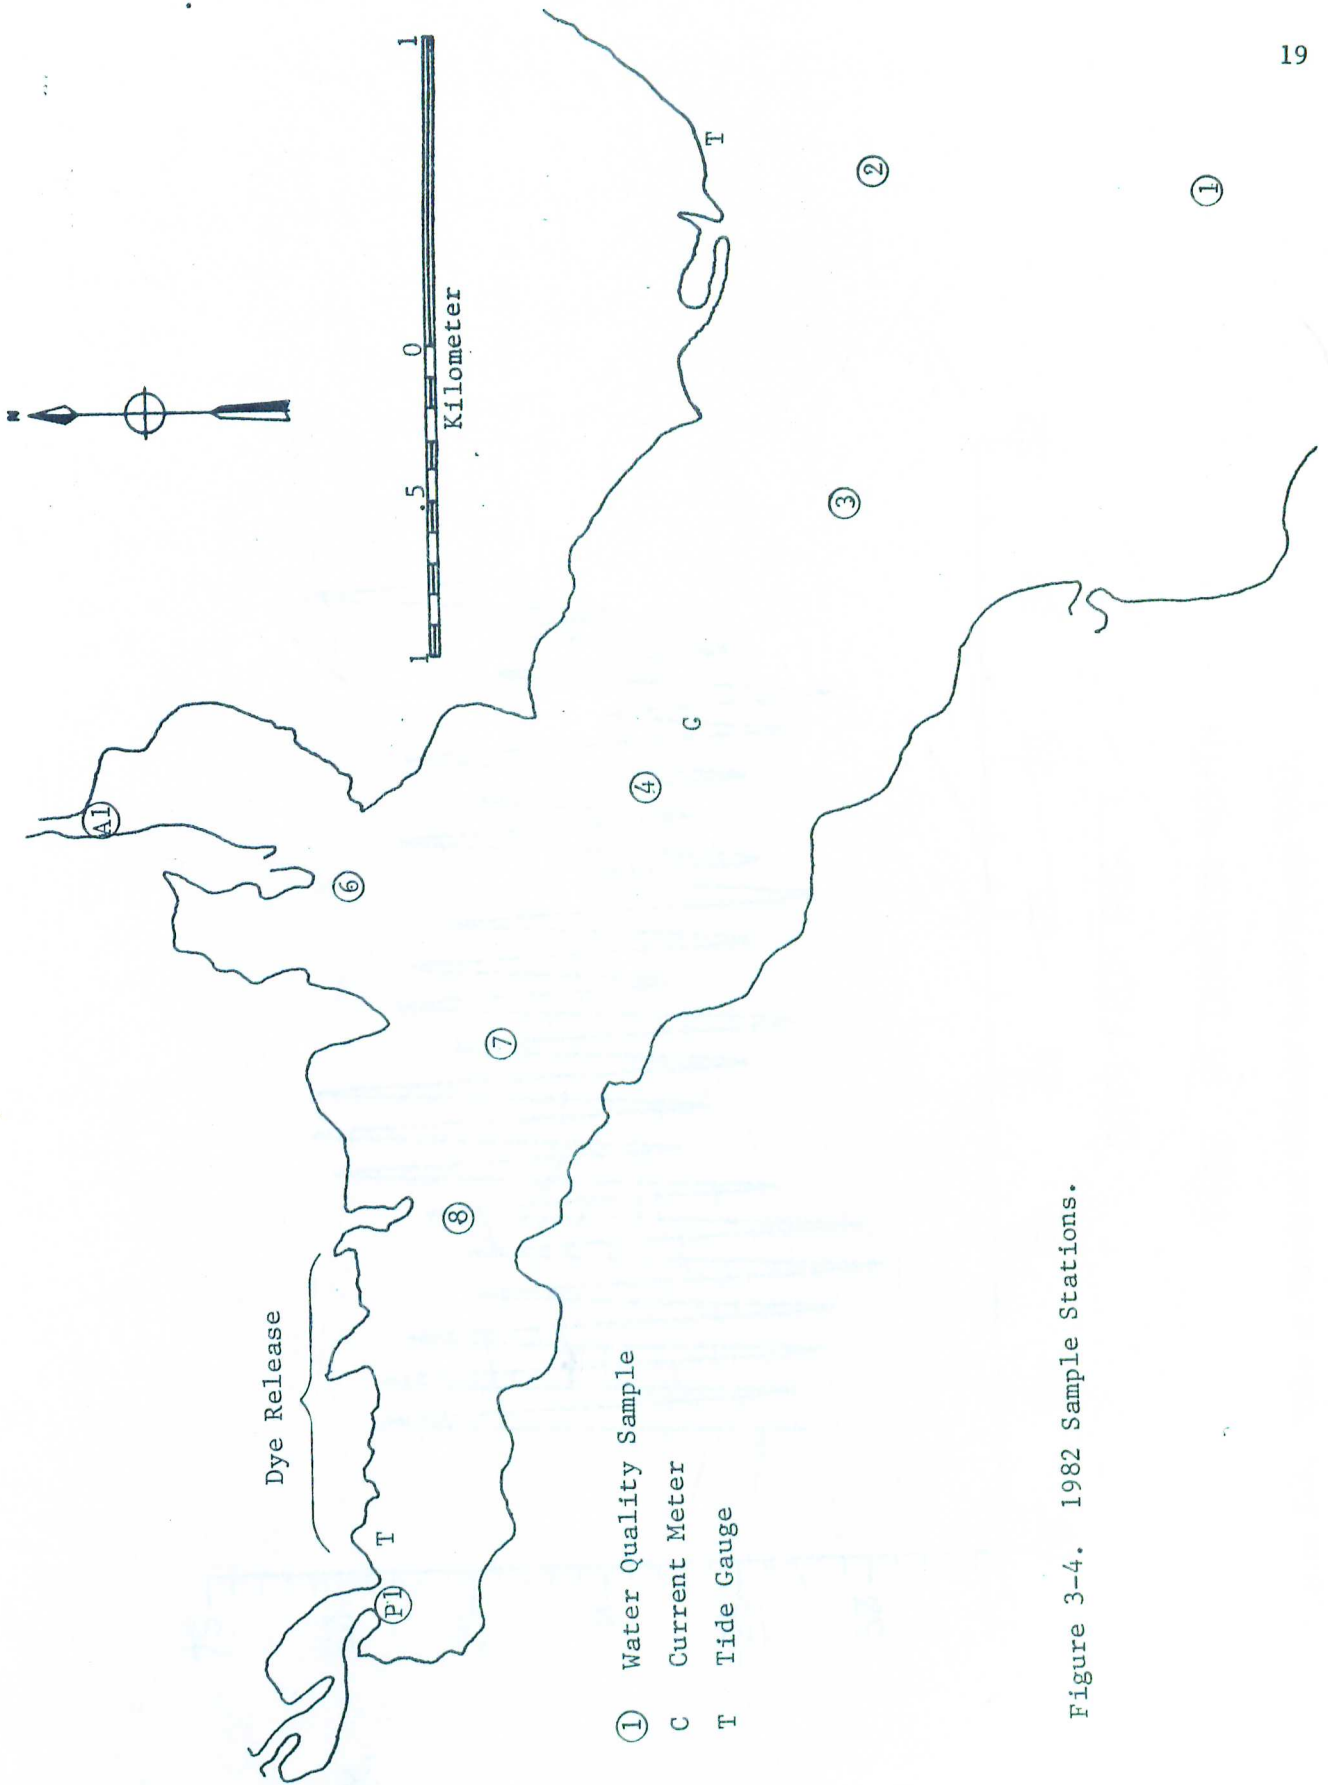 19
N
1
.5
0
1
Kilometer
Dye Release
A1
6
7
8
P1
T
4
G
3
T
2
1
1 Water Quality Sample
C Current Meter
T Tide Gauge
Figure 3-4. 1982 Sample Stations.